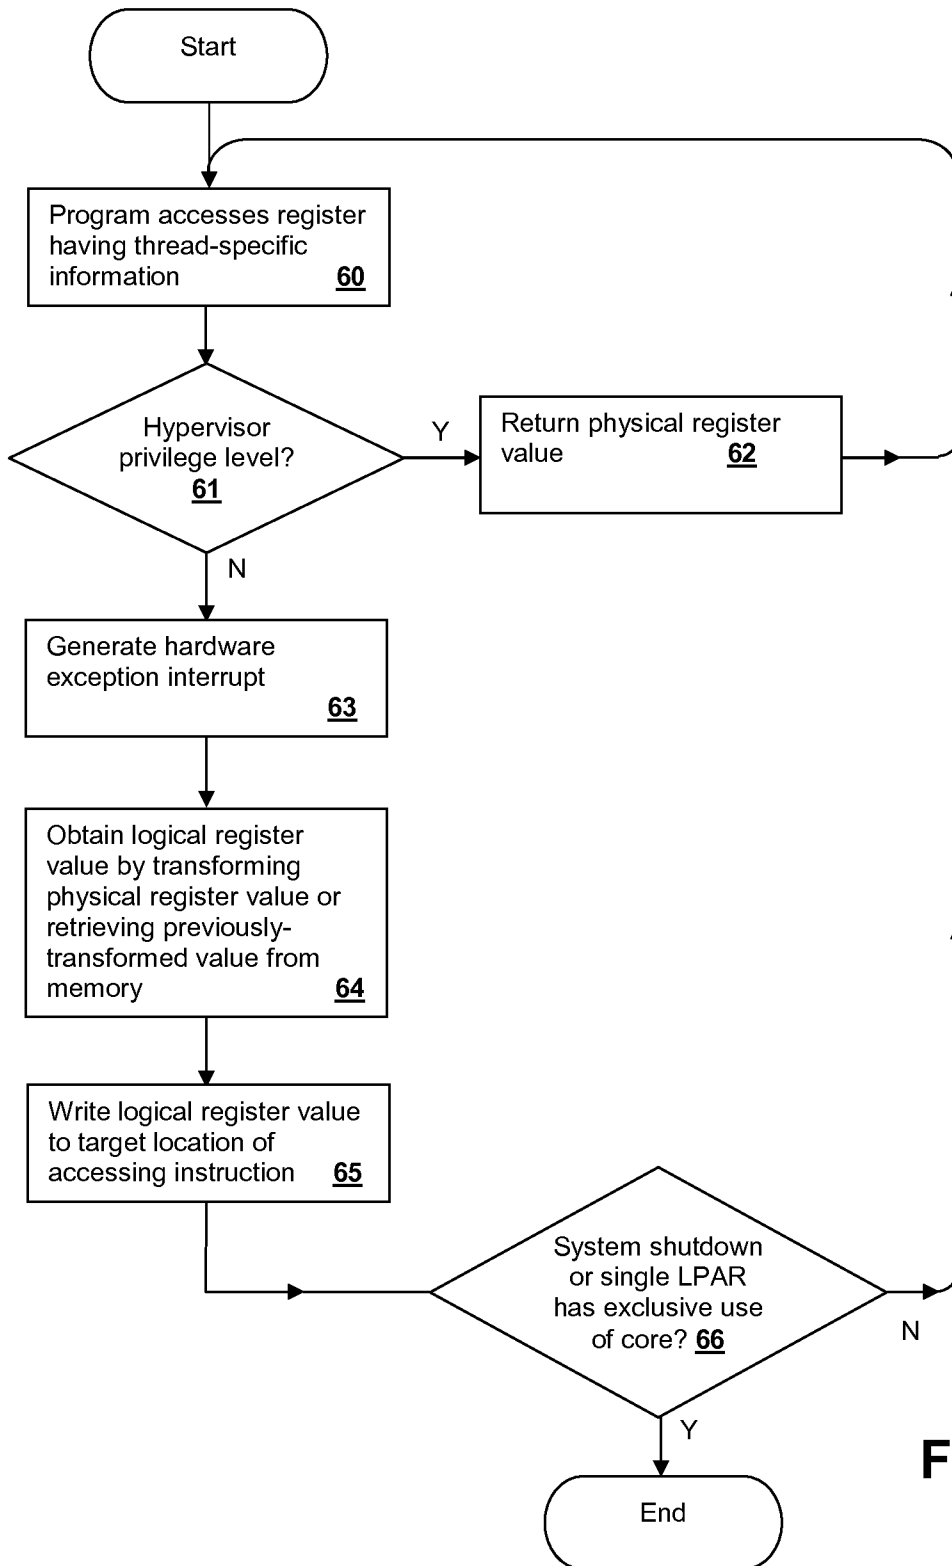 Start
Program accesses register
having thread-specific
information 60
Hypervisor
privilege level?
61
Y
Return physical register
value 62
N
Generate hardware
exception interrupt
63
Obtain logical register
value by transforming
physical register value or
retrieving previously-
transformed value from
memory 64
Write logical register value
to target location of
accessing instruction 65
System shutdown
or single LPAR
has exclusive use
of core? 66
N
Y
F
End